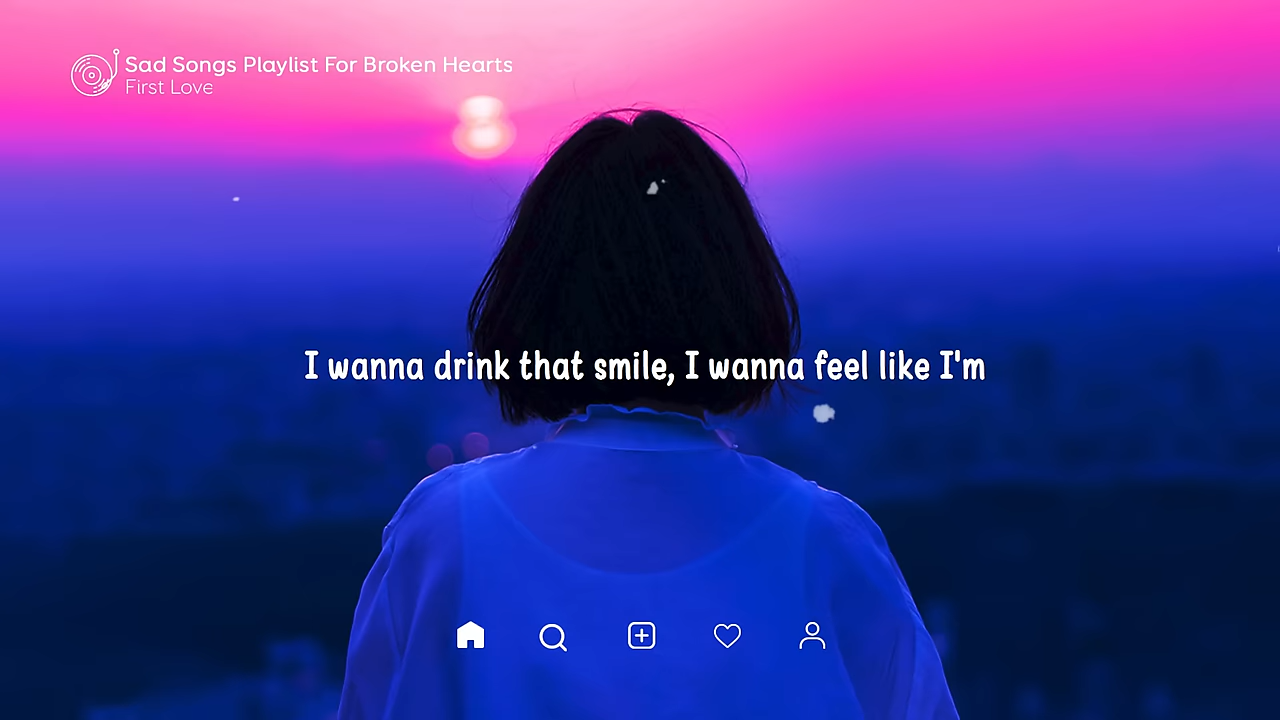 Sad Songs Playlist For Broken Hearts
First Love
I wanna drink that smile, I wanna feel like I'm